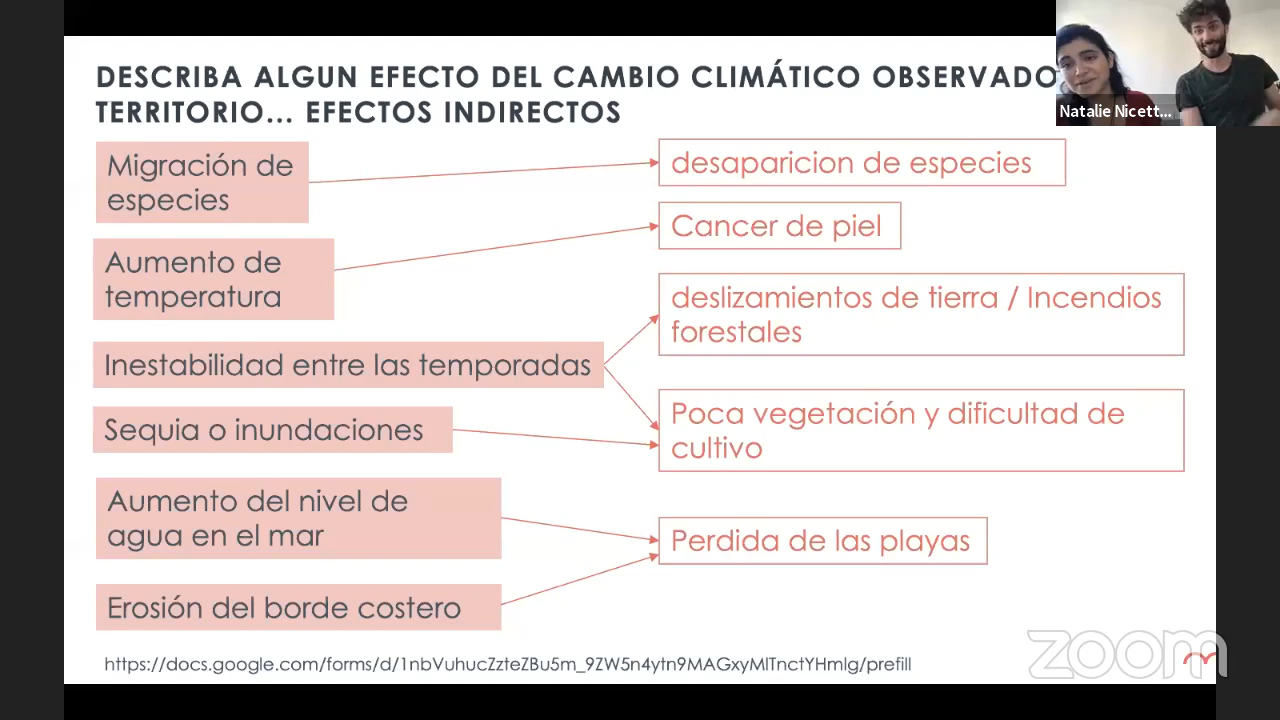 DESCRIBA ALGUN EFECTO DEL CAMBIO CLIMÁTICO OBSERVADO
TERRITORIO... EFECTOS INDIRECTOS
Natalie Nicett...
Migración de
especies
desaparicion de especies
Aumento de
temperatura
Cancer de piel
Inestabilidad entre las temporadas
deslizamientos de tierra / Incendios
forestales
Sequia o inundaciones
Poca vegetación y dificultad de
cultivo
Aumento del nivel de
agua en el mar
Perdida de las playas
Erosión del borde costero
https://docs.google.com/forms/d/1nbVuhucZzteZBu5m_9ZW5n4ytn9MAGxyMlTnctYHmlg/prefill
zoom